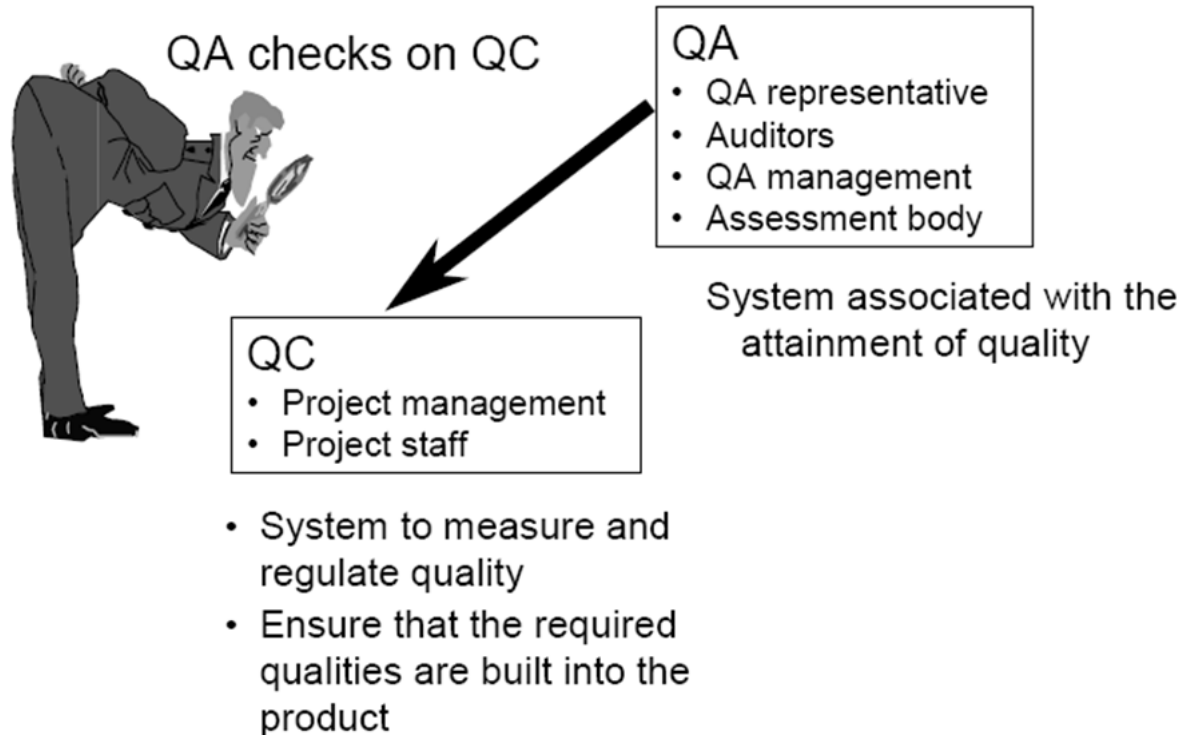 QA checks on QC
QA
• QA representative
• Auditors
• QA management
• Assessment body
System associated with the
attainment of quality
QC
• Project management
• Project staff
• System to measure and
regulate quality
• Ensure that the required
qualities are built into the
product